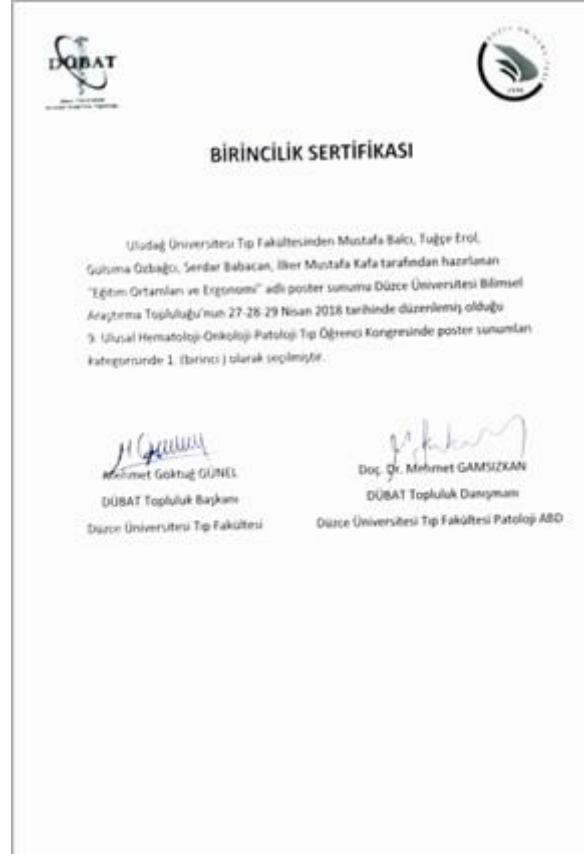 DÜBAT
BİRİNCİLİK SERTİFİKASI
Uludağ Üniversitesi Tıp Fakültesinden Mustafa Balcı, Tuğçe Erol,
Gülsima Özbağcı, Serdar Babacan, İlker Mustafa Kafa tarafından hazırlanan
"Eğitim Ortamları ve Ergonomi" adlı poster sunumu Düzce Üniversitesi Bilimsel
Araştırma Topluluğu'nun 27-28-29 Nisan 2018 tarihinde düzenlemiş olduğu
9. Ulusal Hematoloji-Onkoloji-Patoloji Tıp Öğrenci Kongresinde poster sunumları
kategorisinde 1. (birinci ) olarak seçilmiştir.
Mehmet Göktuğ GÜNEL
DÜBAT Topluluk Başkanı
Düzce Üniversitesi Tıp Fakültesi
Doç. Dr. Mehmet GAMSIZKAN
DÜBAT Topluluk Danışmanı
Düzce Üniversitesi Tıp Fakültesi Patoloji ABD